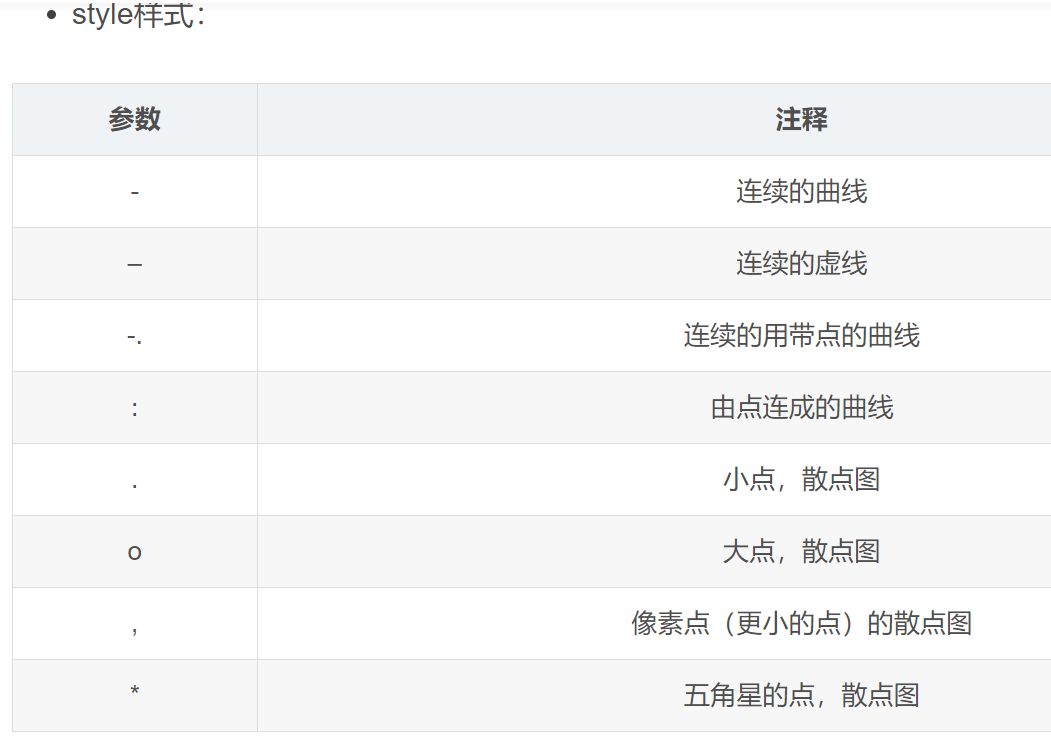 style样式：
参数 注释
- 连续的曲线
– 连续的虚线
-. 连续的用带点的曲线
: 由点连成的曲线
. 小点，散点图
o 大点，散点图
, 像素点（更小的点）的散点图
* 五角星的点，散点图